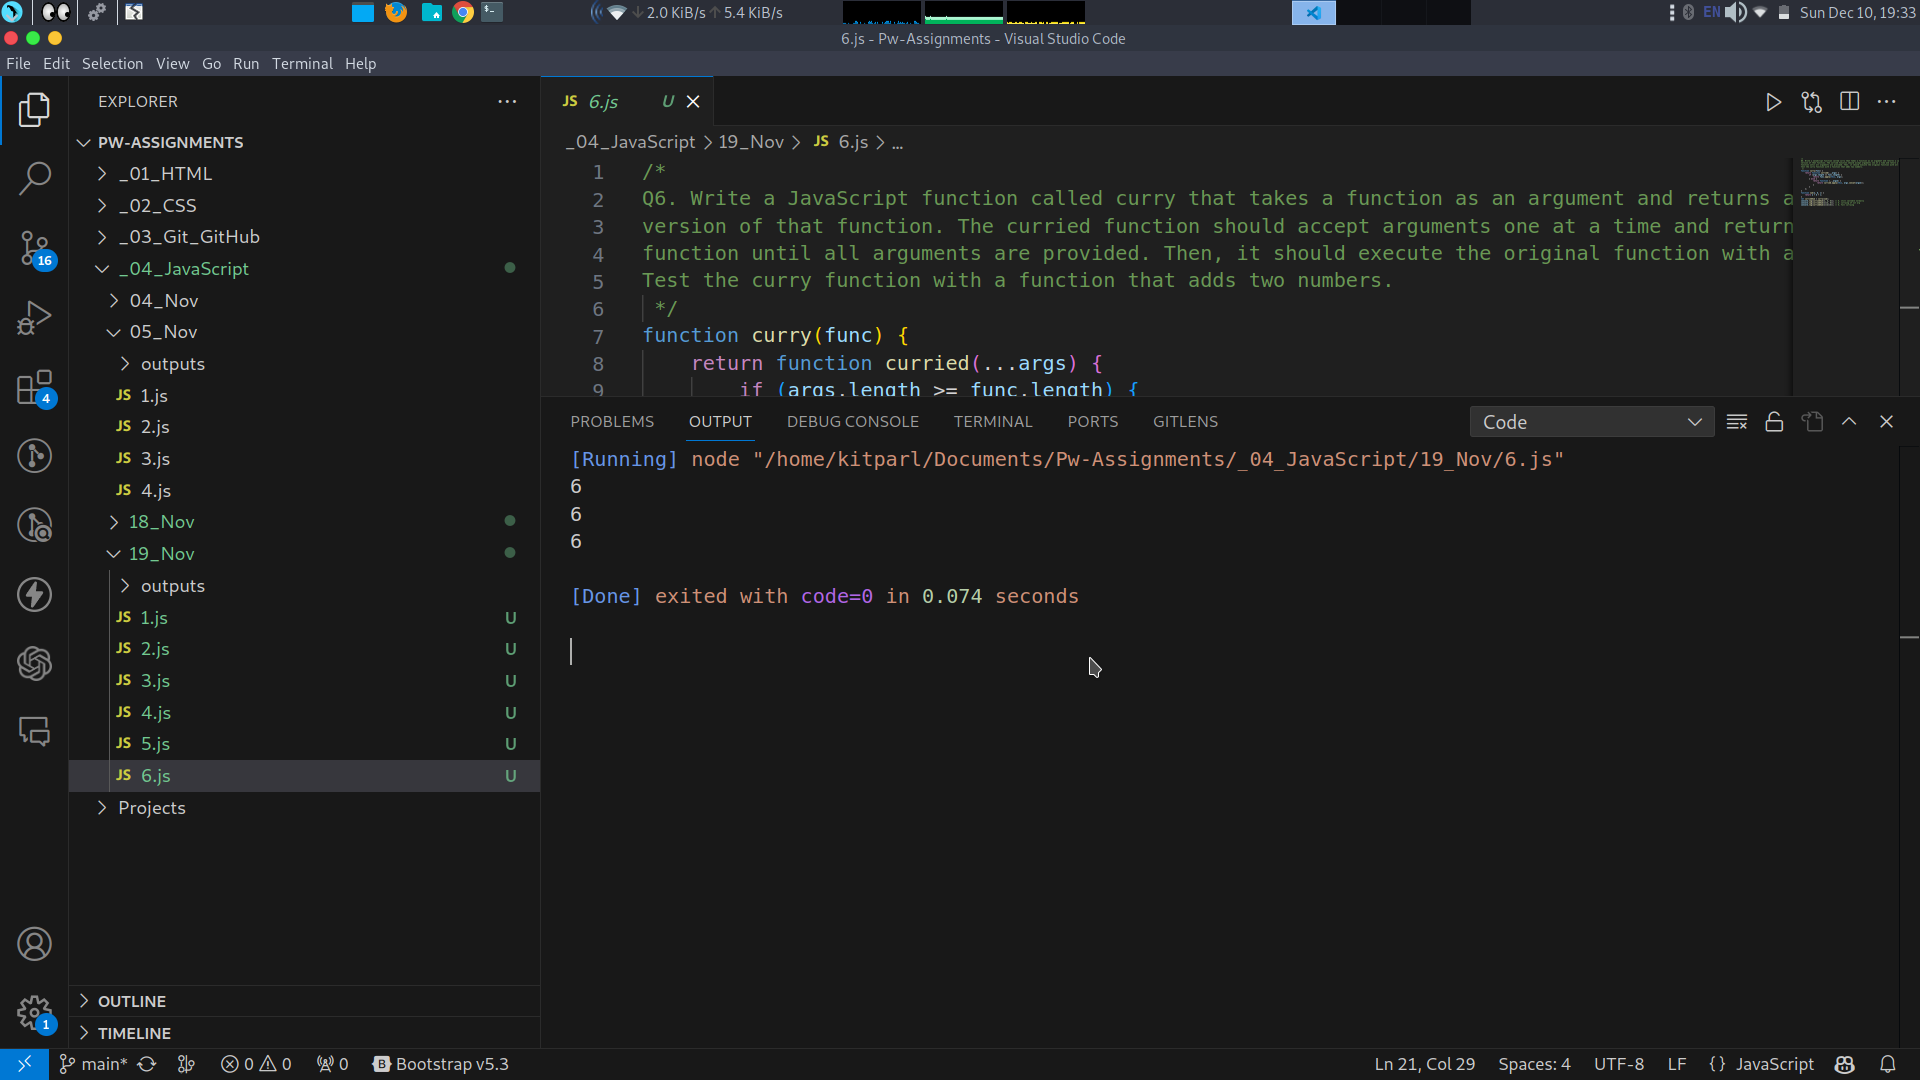 2.0 KiB/s 5.4 KiB/s
EN
Sun Dec 10, 19:33
6.js - Pw-Assignments - Visual Studio Code
File Edit Selection View Go Run Terminal Help
EXPLORER
PW-ASSIGNMENTS
_01_HTML
_02_CSS
_03_Git_GitHub
_04_JavaScript
04_Nov
05_Nov
outputs
JS 1.js
JS 2.js
JS 3.js
JS 4.js
18_Nov
19_Nov
outputs
JS 1.js U
JS 2.js U
JS 3.js U
JS 4.js U
JS 5.js U
JS 6.js U
Projects
OUTLINE
TIMELINE
16
4
1
JS 6.js U
_04_JavaScript > 19_Nov > JS 6.js > ...
1 /*
2 Q6. Write a JavaScript function called curry that takes a function as an argument and returns a
3 version of that function. The curried function should accept arguments one at a time and return
4 function until all arguments are provided. Then, it should execute the original function with a
5 Test the curry function with a function that adds two numbers.
6 */
7 function curry(func) {
8 return function curried(...args) {
9 if (args.length >= func.length) {
PROBLEMS OUTPUT DEBUG CONSOLE TERMINAL PORTS GITLENS
Code
[Running] node "/home/kitparl/Documents/Pw-Assignments/_04_JavaScript/19_Nov/6.js"
6
6
6
[Done] exited with code=0 in 0.074 seconds
main* 0 0 0 B Bootstrap v5.3
Ln 21, Col 29 Spaces: 4 UTF-8 LF {} JavaScript